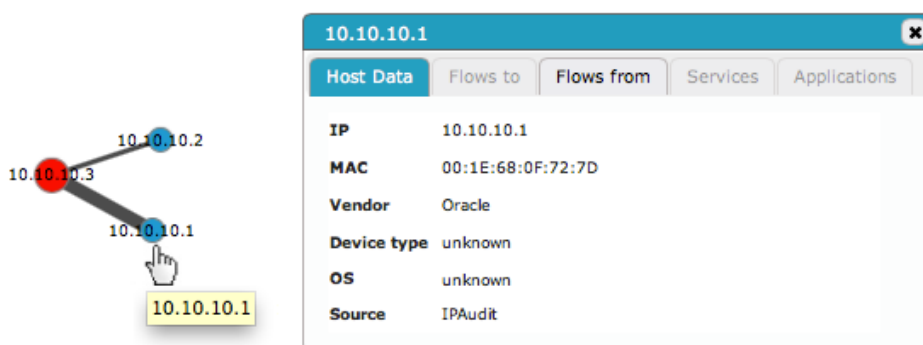 10.10.10.2
10.10.10.3
10.10.10.1
10.10.10.1
10.10.10.1
Host Data Flows to Flows from Services Applications
IP 10.10.10.1
MAC 00:1E:68:0F:72:7D
Vendor Oracle
Device type unknown
OS unknown
Source IPAudit